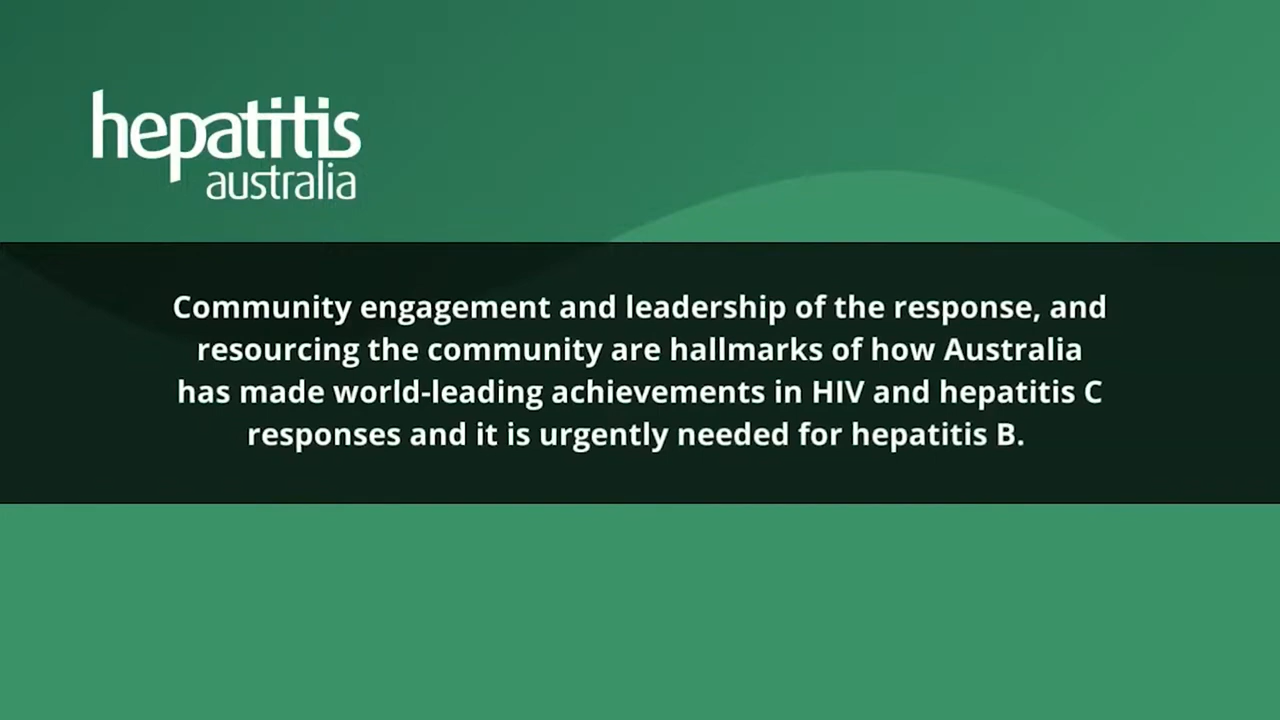 hepatitis
australia
Community engagement and leadership of the response, and
resourcing the community are hallmarks of how Australia
has made world-leading achievements in HIV and hepatitis C
responses and it is urgently needed for hepatitis B.